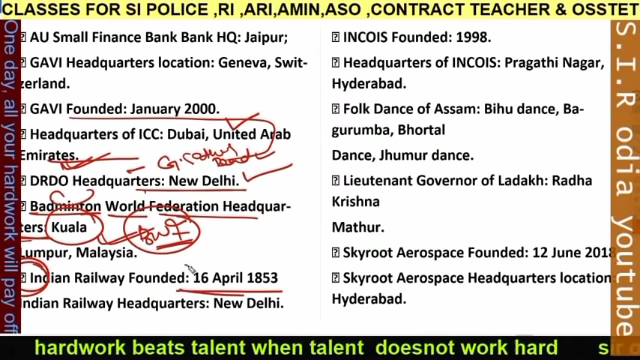 CLASSES FOR SI POLICE ,RI ,ARI,AMIN,ASO ,CONTRACT TEACHER & OSSTET
AU Small Finance Bank Bank HQ: Jaipur;
GAVI Headquarters location: Geneva, Swit-
zerland.
GAVI Founded: January 2000.
Headquarters of ICC: Dubai, United Arab
Emirates.
DRDO Headquarters: New Delhi.
Badminton World Federation Headquar-
ters: Kuala
Lumpur, Malaysia.
Indian Railway Founded: 16 April 1853
Indian Railway Headquarters: New Delhi.
INCOIS Founded: 1998.
Headquarters of INCOIS: Pragathi Nagar,
Hyderabad.
Folk Dance of Assam: Bihu dance, Ba-
gurumba, Bhortal
Dance, Jhumur dance.
Lieutenant Governor of Ladakh: Radha
Krishna
Mathur.
Skyroot Aerospace Founded: 12 June 2018
Skyroot Aerospace Headquarters location
Hyderabad.
One day, all your hardwork will pay off
S.I.R odia youtube
BWF
hardwork beats talent when talent doesnot work hard